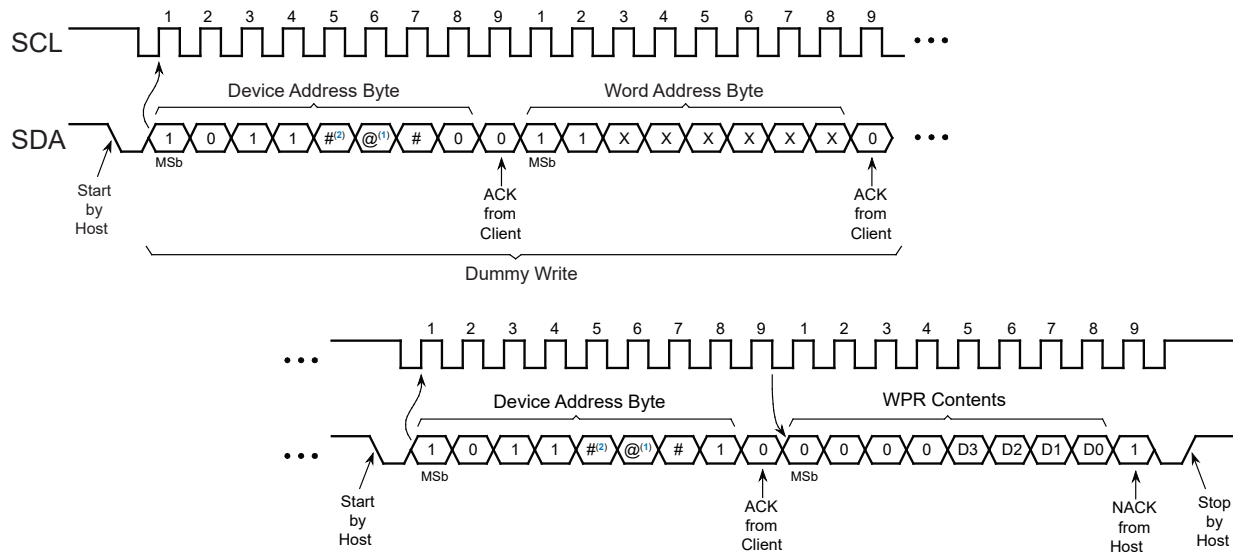 1 2 3 4 5 6 7 8 9 1 2 3 4 5 6 7 8 9
SCL •••
Device Address Byte Word Address Byte
SDA 1 0 1 1 #(2) @(1) # 0 0 1 1 X X X X X X 0 •••
MSb MSb
Start by Host
ACK from Client
ACK from Client
Dummy Write
1 2 3 4 5 6 7 8 9 1 2 3 4 5 6 7 8 9
•••
Device Address Byte WPR Contents
••• 1 0 1 1 #(2) @(1) # 1 0 0 0 0 0 D3 D2 D1 D0 1
MSb MSb
Start by Host
ACK from Client
NACK from Host
Stop by Host